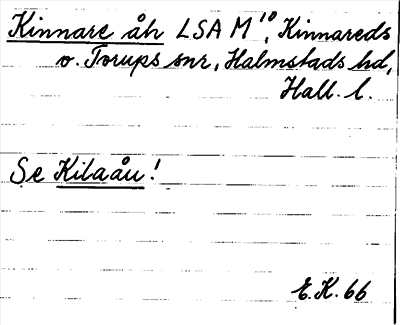 Kinnare åh LSA M¹⁰, Kinnareds
o. Torups snr, Halmstads hd,
Hall. l.
Se Kilaån!
E.K. 66